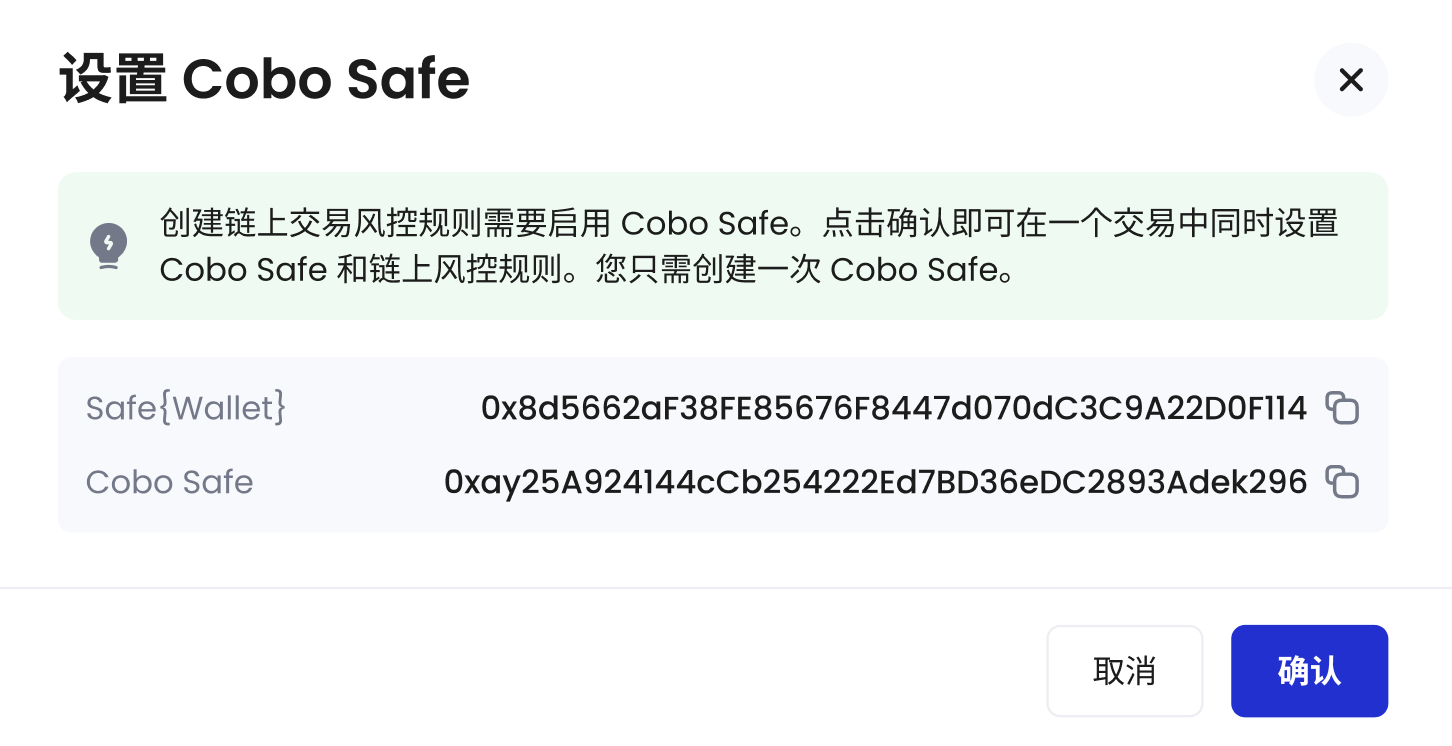 设置 Cobo Safe
创建链上交易风控规则需要启用 Cobo Safe。点击确认即可在一个交易中同时设置
Cobo Safe 和链上风控规则。您只需创建一次 Cobo Safe。
Safe{Wallet} 0x8d5662aF38FE85676F8447d070dC3C9A22D0F114
Cobo Safe 0xay25A924144cCb254222Ed7BD36eDC2893Adek296
取消 确认